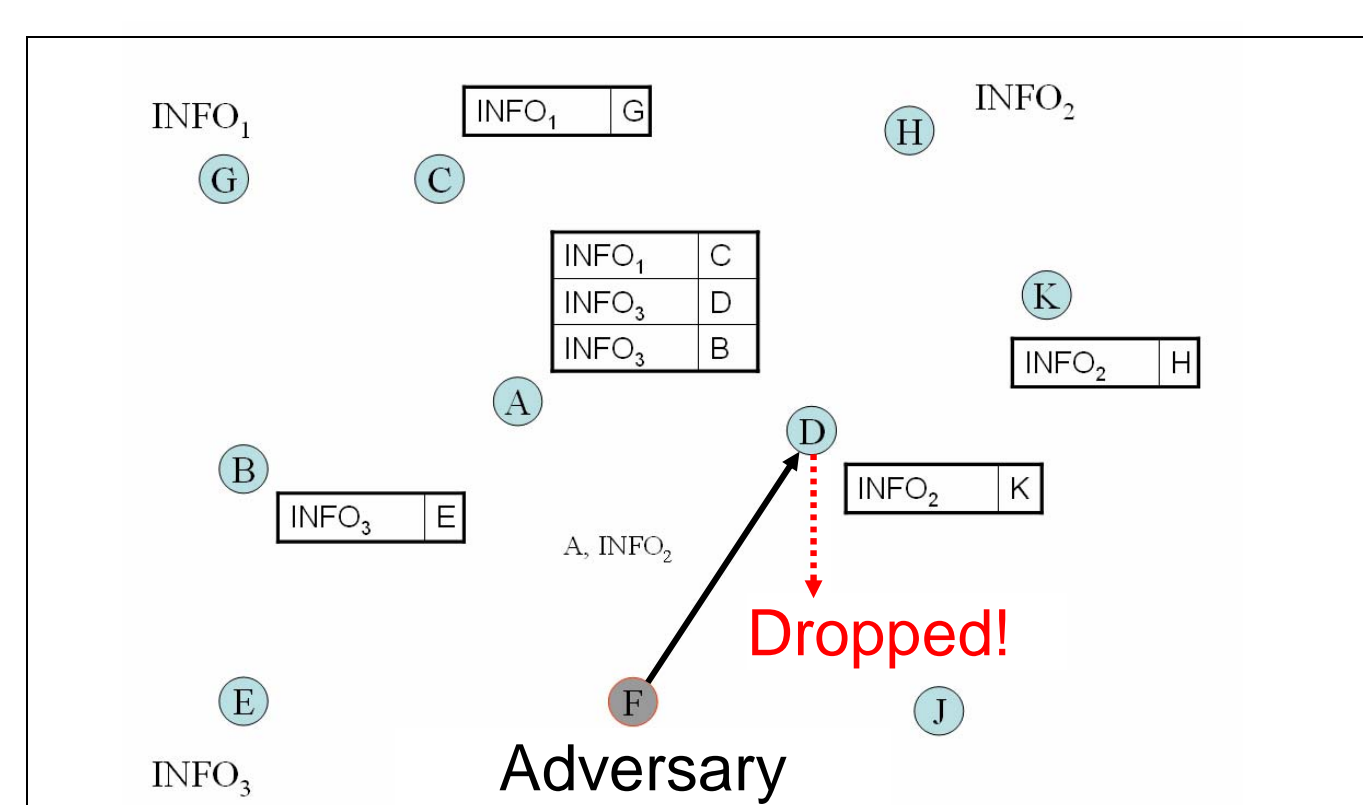 INFO₁
INFO₁ G
H
INFO₂
G
C
INFO₁ C
INFO₃ D
INFO₃ B
K
INFO₂ H
A
D
B
INFO₂ K
INFO₃ E
A, INFO₂
Dropped!
E
F
J
Adversary
INFO₃